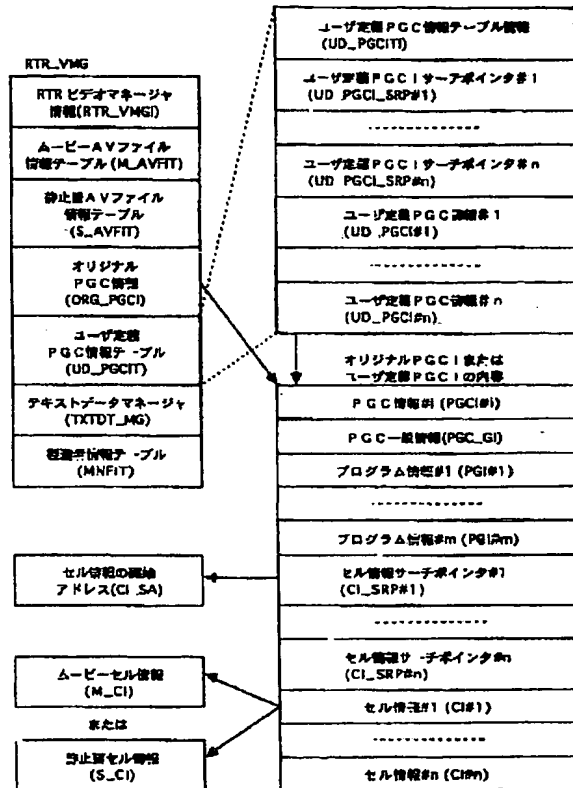 RTR_VMG
RTR ビデオマネージャ
情報(RTR_VMGI)
ムービーAVファイル
情報テーブル (M_AVFIT)
静止画AVファイル
情報テーブル
(S_AVFIT)
オリジナル
PGC情報
(ORG_PGCI)
ユーザ定義
PGC情報テーブル
(UD_PGCIT)
テキストデータマネージャ
(TXTDT_MG)
製造者情報テーブル
(MNFIT)
ユーザ定義PGC情報テーブル情報
(UD_PGCITI)
ユーザ定義PGCIサーチポインタ#1
(UD_PGCI_SRP#1)
ユーザ定義PGCIサーチポインタ#n
(UD_PGCI_SRP#n)
ユーザ定義PGC情報#1
(UD_PGCI#1)
ユーザ定義PGC情報#n
(UD_PGCI#n)
オリジナルPGCIまたは
ユーザ定義PGCIの内容
PGC情報#i (PGCI#i)
PGC一般情報(PGC_GI)
プログラム情報#1 (PGI#1)
プログラム情報#m (PGI#m)
セル情報サーチポインタ#1
(CI_SRP#1)
セル情報サーチポインタ#n
(CI_SRP#n)
セル情報#1 (CI#1)
セル情報#n (CI#n)
セル情報の開始
アドレス(CI_SA)
ムービーセル情報
(M_CI)
または
静止画セル情報
(S_CI)